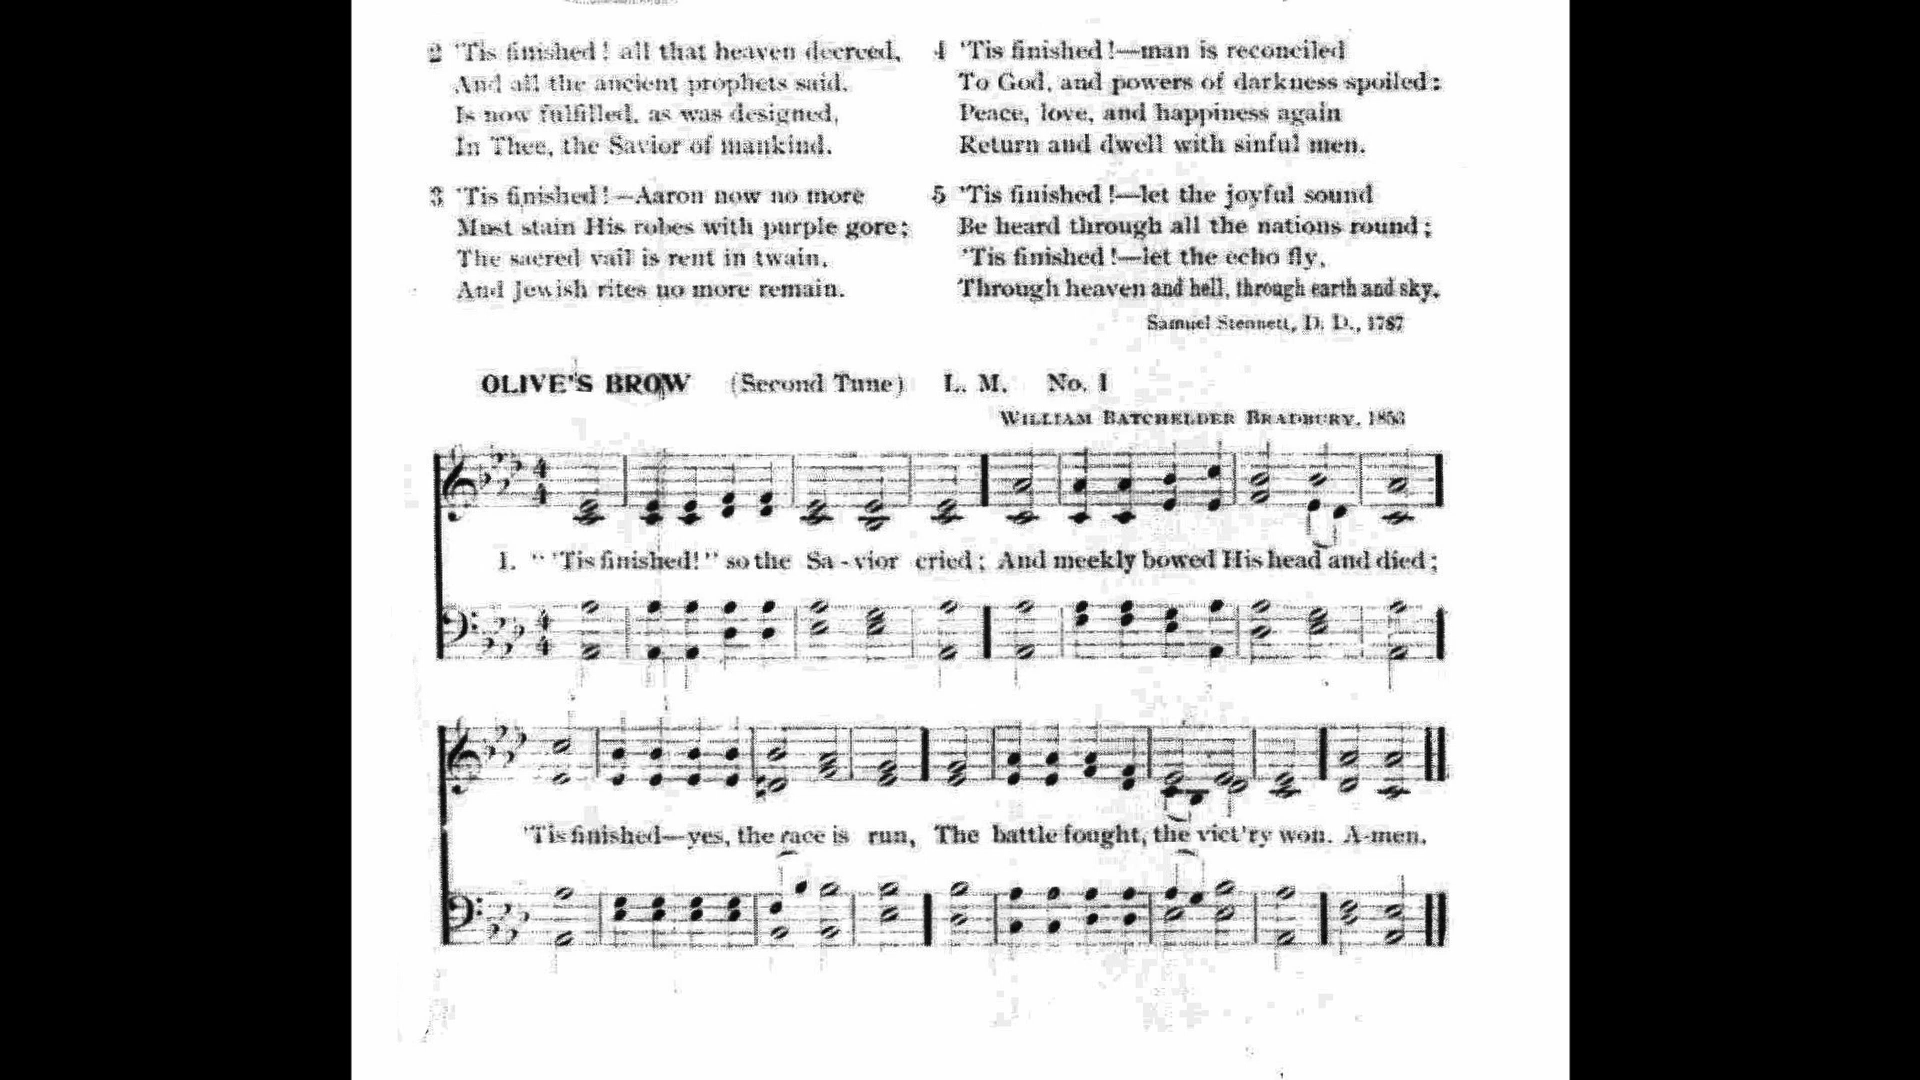 2 'Tis finished! all that heaven decreed,
And all the ancient prophets said.
Is now fulfilled, as was designed,
In Thee, the Savior of mankind.
3 'Tis finished!—Aaron now no more
Must stain His robes with purple gore;
The sacred vail is rent in twain,
And Jewish rites no more remain.
4 'Tis finished!—man is reconciled
To God, and powers of darkness spoiled:
Peace, love, and happiness again
Return and dwell with sinful men.
5 'Tis finished!—let the joyful sound
Be heard through all the nations round;
'Tis finished!—let the echo fly,
Through heaven and hell, through earth and sky.
Samuel Stennett, D. D., 1787
OLIVE'S BROW (Second Tune) L. M. No. 1
WILLIAM BATCHELDER BRADBURY, 1853
4
4
1. " 'Tis finished!" so the Sa-vior cried; And meekly bowed His head and died;
4
4
'Tis finished—yes, the race is run, The battle fought, the vict'ry won. A-men.